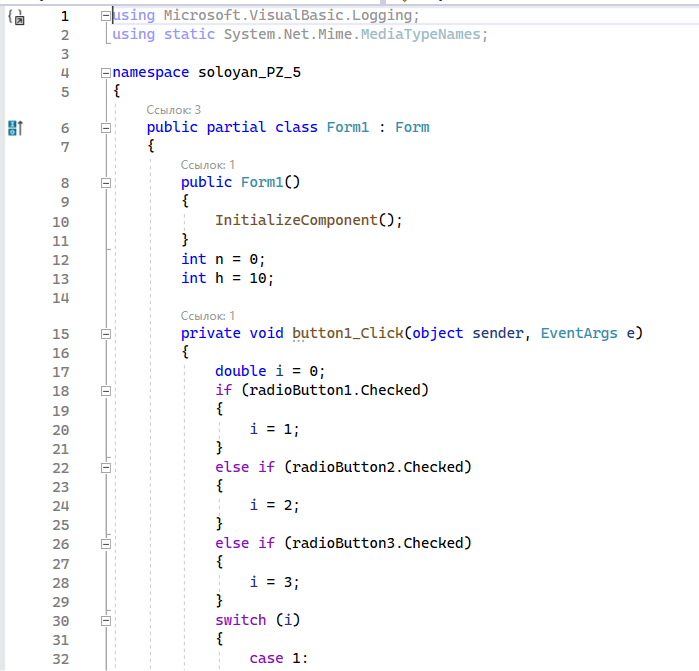 1 using Microsoft.VisualBasic.Logging;
2 using static System.Net.Mime.MediaTypeNames;
3
4 namespace soloyan_PZ_5
5 {
Ссылок: 3
6 public partial class Form1 : Form
7 {
Ссылок: 1
8 public Form1()
9 {
10 InitializeComponent();
11 }
12 int n = 0;
13 int h = 10;
14
Ссылок: 1
15 private void button1_Click(object sender, EventArgs e)
16 {
17 double i = 0;
18 if (radioButton1.Checked)
19 {
20 i = 1;
21 }
22 else if (radioButton2.Checked)
23 {
24 i = 2;
25 }
26 else if (radioButton3.Checked)
27 {
28 i = 3;
29 }
30 switch (i)
31 {
32 case 1: